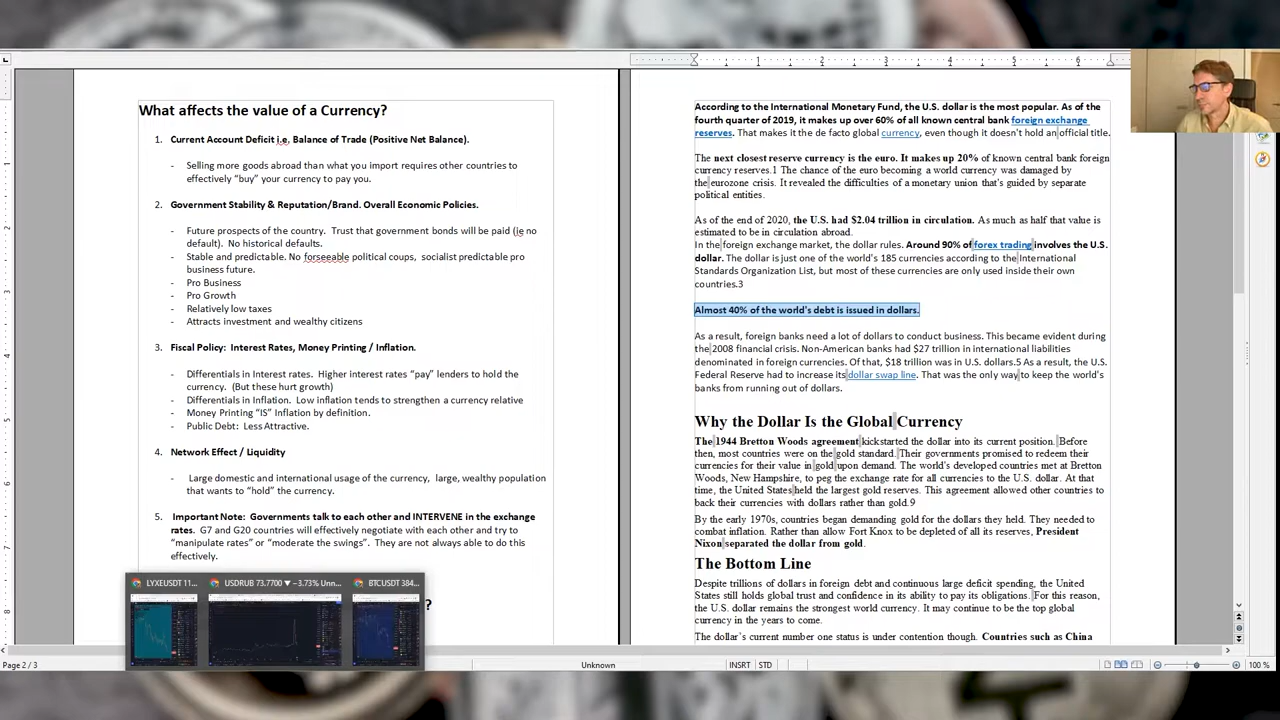 What affects the value of a Currency?
1. Current Account Deficit i.e, Balance of Trade (Positive Net Balance).
- Selling more goods abroad than what you import requires other countries to
effectively “buy” your currency to pay you.
2. Government Stability & Reputation/Brand. Overall Economic Policies.
- Future prospects of the country. Trust that government bonds will be paid (ie no
default). No historical defaults.
- Stable and predictable. No forseeable political coups, socialist predictable pro
business future.
- Pro Business
- Pro Growth
- Relatively low taxes
- Attracts investment and wealthy citizens
3. Fiscal Policy: Interest Rates, Money Printing / Inflation.
- Differentials in Interest rates. Higher interest rates “pay” lenders to hold the
currency. (But these hurt growth)
- Differentials in Inflation. Low inflation tends to strengthen a currency relative
- Money Printing “IS” Inflation by definition.
- Public Debt: Less Attractive.
4. Network Effect / Liquidity
- Large domestic and international usage of the currency, large, wealthy population
that wants to “hold” the currency.
5. Important Note: Governments talk to each other and INTERVENE in the exchange
rates. G7 and G20 countries will effectively negotiate with each other and try to
“manipulate rates” or “moderate the swings”. They are not always able to do this
effectively.
?
LYXEUSDT 11...
USDRUB 73.7700 ▼ −3.73% Unn...
BTCUSDT 384...
According to the International Monetary Fund, the U.S. dollar is the most popular. As of the
fourth quarter of 2019, it makes up over 60% of all known central bank foreign exchange
reserves. That makes it the de facto global currency, even though it doesn't hold an official title.
The next closest reserve currency is the euro. It makes up 20% of known central bank foreign
currency reserves.1 The chance of the euro becoming a world currency was damaged by
the eurozone crisis. It revealed the difficulties of a monetary union that's guided by separate
political entities.
As of the end of 2020, the U.S. had $2.04 trillion in circulation. As much as half that value is
estimated to be in circulation abroad.
In the foreign exchange market, the dollar rules. Around 90% of forex trading involves the U.S.
dollar. The dollar is just one of the world's 185 currencies according to the International
Standards Organization List, but most of these currencies are only used inside their own
countries.3
Almost 40% of the world's debt is issued in dollars.
As a result, foreign banks need a lot of dollars to conduct business. This became evident during
the 2008 financial crisis. Non-American banks had $27 trillion in international liabilities
denominated in foreign currencies. Of that, $18 trillion was in U.S. dollars.5 As a result, the U.S.
Federal Reserve had to increase its dollar swap line. That was the only way to keep the world's
banks from running out of dollars.
Why the Dollar Is the Global Currency
The 1944 Bretton Woods agreement kickstarted the dollar into its current position. Before
then, most countries were on the gold standard. Their governments promised to redeem their
currencies for their value in gold upon demand. The world's developed countries met at Bretton
Woods, New Hampshire, to peg the exchange rate for all currencies to the U.S. dollar. At that
time, the United States held the largest gold reserves. This agreement allowed other countries to
back their currencies with dollars rather than gold.9
By the early 1970s, countries began demanding gold for the dollars they held. They needed to
combat inflation. Rather than allow Fort Knox to be depleted of all its reserves, President
Nixon separated the dollar from gold.
The Bottom Line
Despite trillions of dollars in foreign debt and continuous large deficit spending, the United
States still holds global trust and confidence in its ability to pay its obligations. For this reason,
the U.S. dollar remains the strongest world currency. It may continue to be the top global
currency in the years to come.
The dollar's current number one status is under contention though. Countries such as China
Page 2 / 3
Unknown
INSRT
STD
100 %